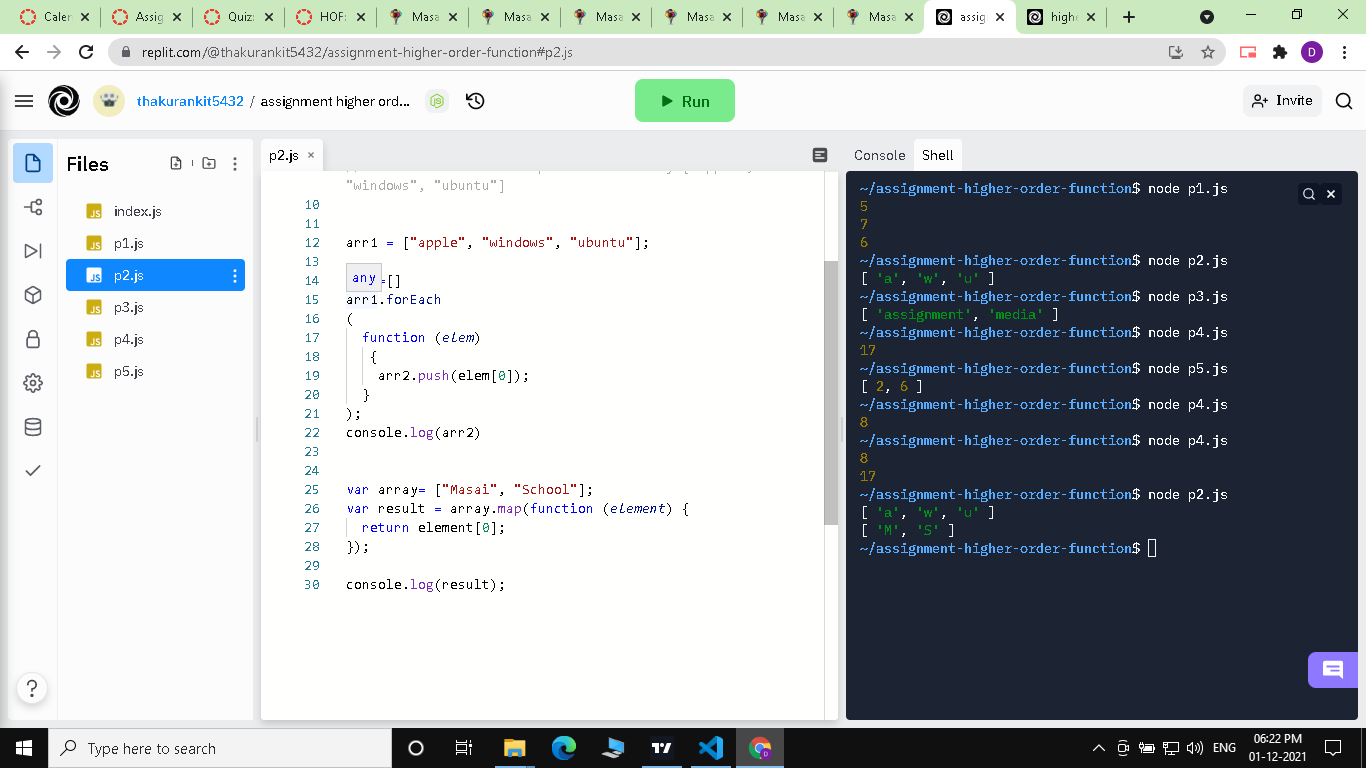 Calen
Assig
Quiz:
HOF:
Masa
Masa
Masa
Masa
Masa
Masa
assig
highe
replit.com/@thakurankit5432/assignment-higher-order-function#p2.js
D
thakurankit5432 / assignment higher ord...
Run
Invite
Files
index.js
p1.js
p2.js
p3.js
p4.js
p5.js
p2.js ×
"windows", "ubuntu"]
10
11
12 arr1 = ["apple", "windows", "ubuntu"];
13
any
14 =[]
15 arr1.forEach
16 (
17 function (elem)
18 {
19 arr2.push(elem[0]);
20 }
21 );
22 console.log(arr2)
23
24
25 var array= ["Masai", "School"];
26 var result = array.map(function (element) {
27 return element[0];
28 });
29
30 console.log(result);
Console Shell
~/assignment-higher-order-function$ node p1.js
5
7
6
~/assignment-higher-order-function$ node p2.js
[ 'a', 'w', 'u' ]
~/assignment-higher-order-function$ node p3.js
[ 'assignment', 'media' ]
~/assignment-higher-order-function$ node p4.js
17
~/assignment-higher-order-function$ node p5.js
[ 2, 6 ]
~/assignment-higher-order-function$ node p4.js
8
~/assignment-higher-order-function$ node p4.js
8
17
~/assignment-higher-order-function$ node p2.js
[ 'a', 'w', 'u' ]
[ 'M', 'S' ]
~/assignment-higher-order-function$
?
Type here to search
ENG
06:22 PM
01-12-2021